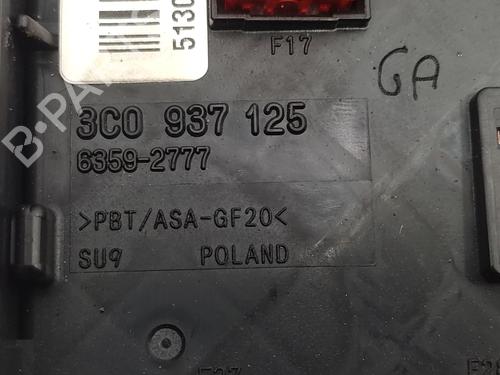 5130
F17
GA
3C0 937 125
6359-2777
>PBT/ASA-GF20<
SU9 POLAND